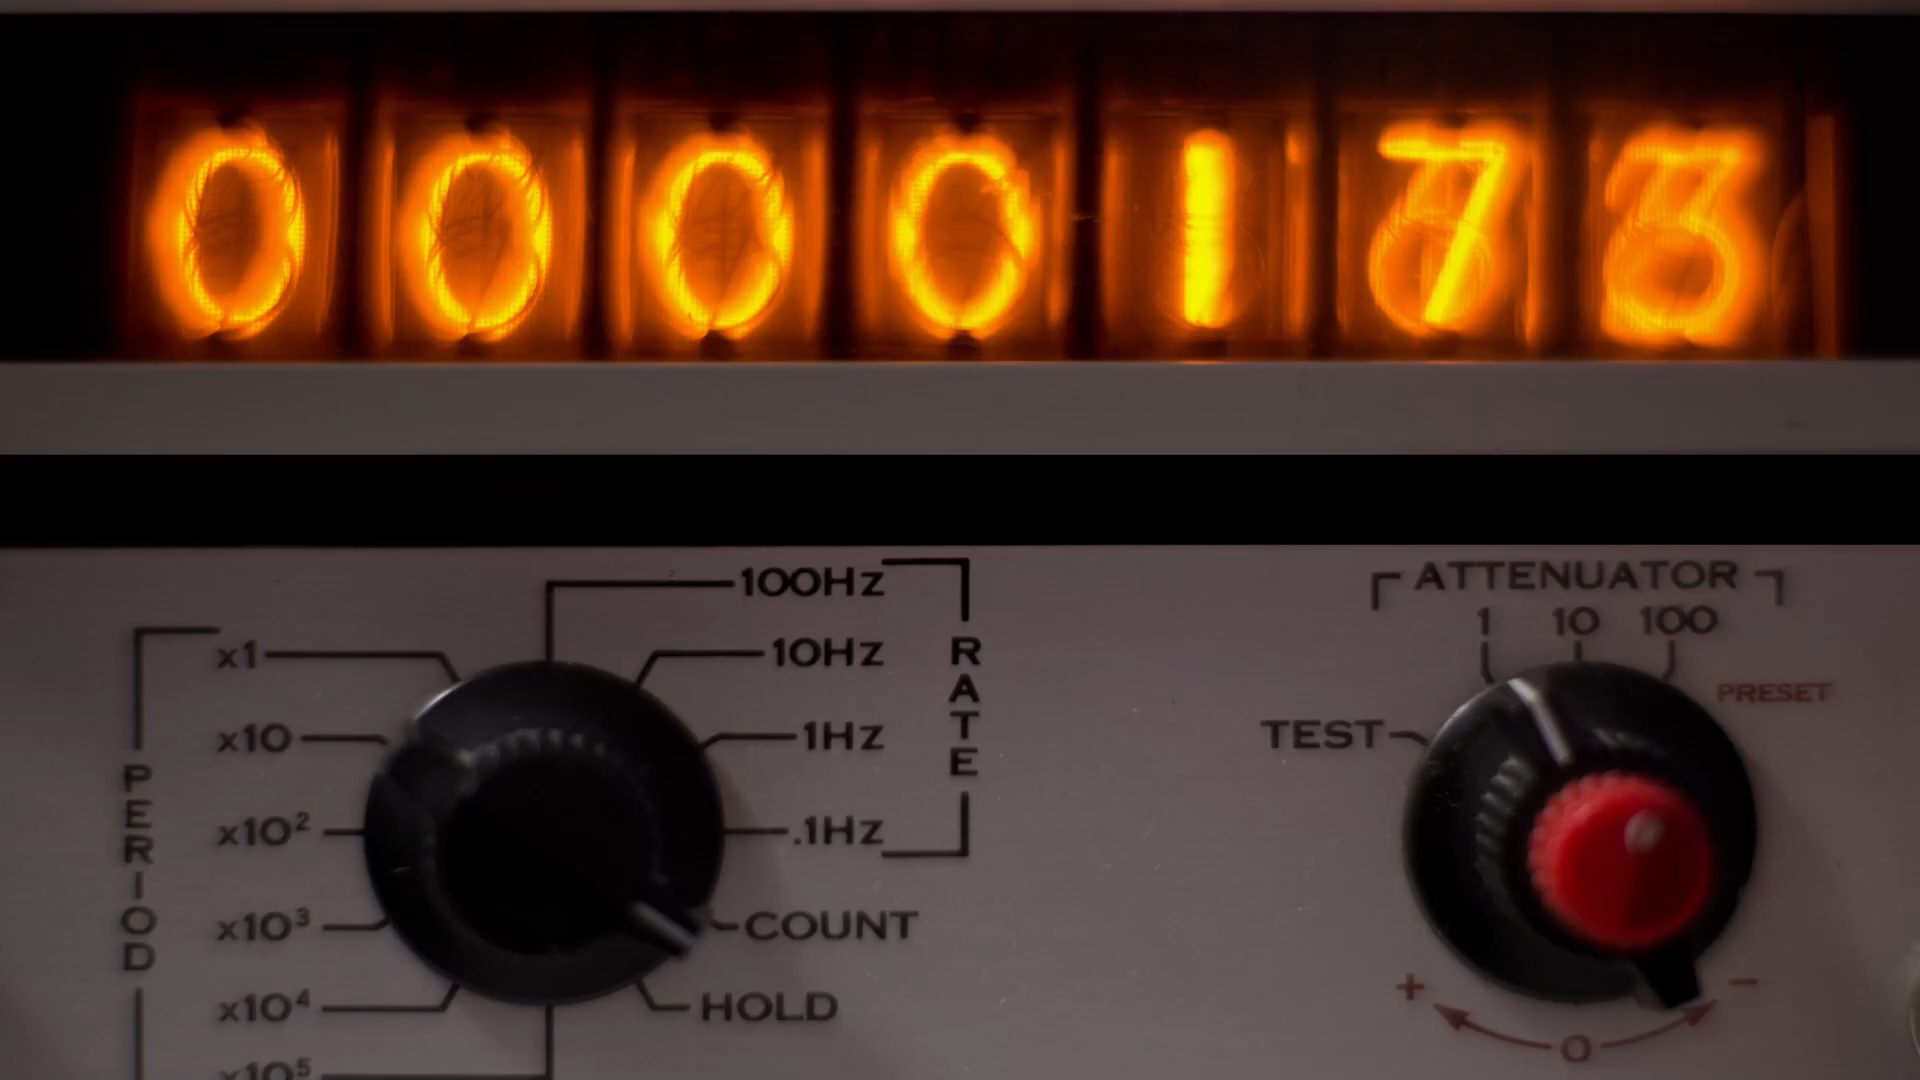 0000173
100Hz
x1
10Hz
x10
1Hz
x10²
.1Hz
x10³
COUNT
x10⁴
HOLD
x10⁵
PERIOD
RATE
ATTENUATOR
1 10 100
PRESET
TEST
+ −
0